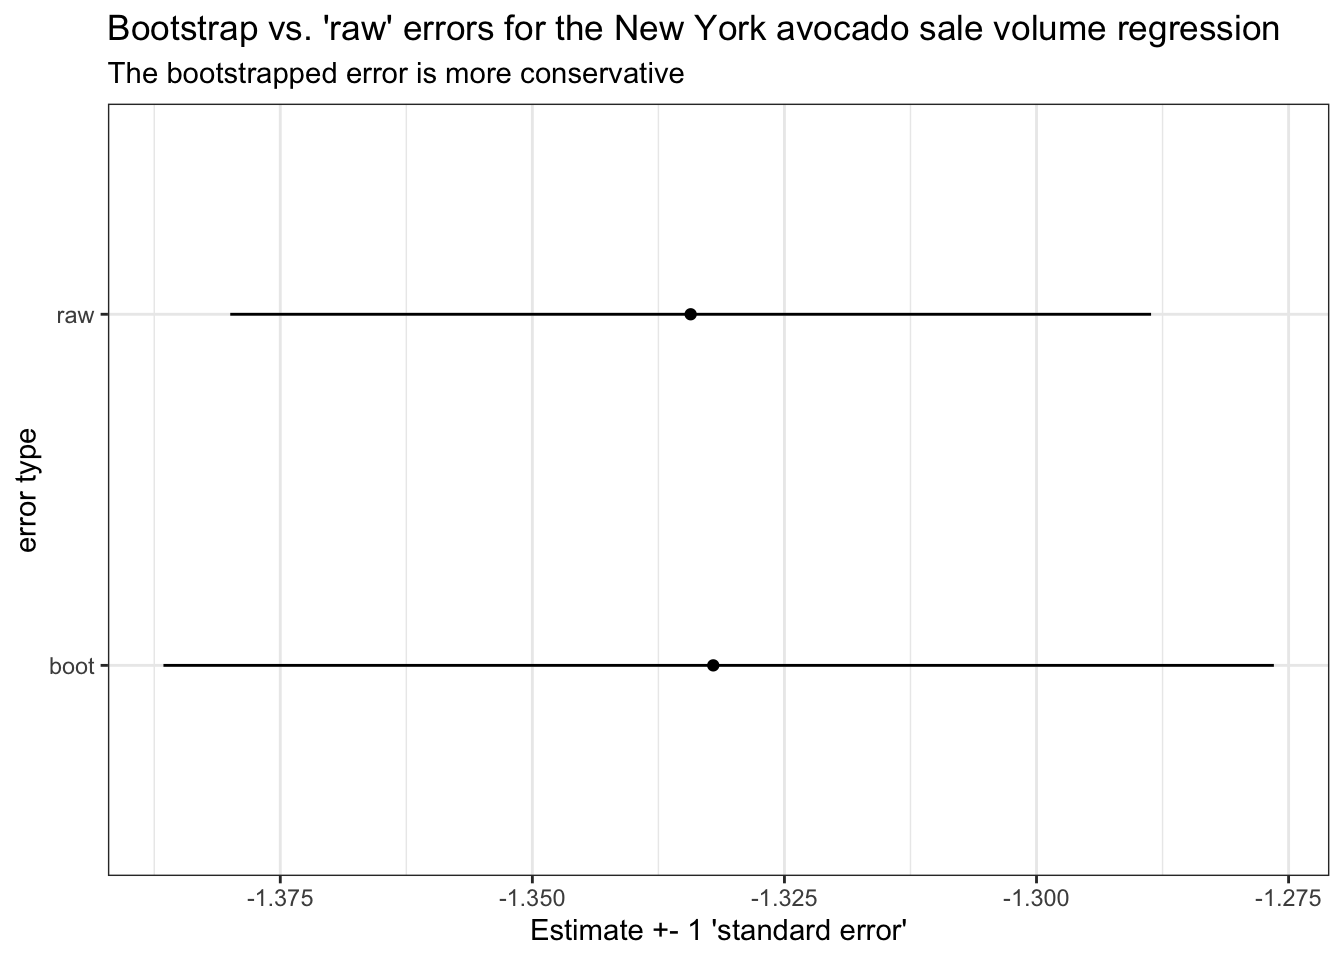 Bootstrap vs. 'raw' errors for the New York avocado sale volume regression
The bootstrapped error is more conservative
error type
raw
boot
-1.375 -1.350 -1.325 -1.300 -1.275
Estimate +- 1 'standard error'